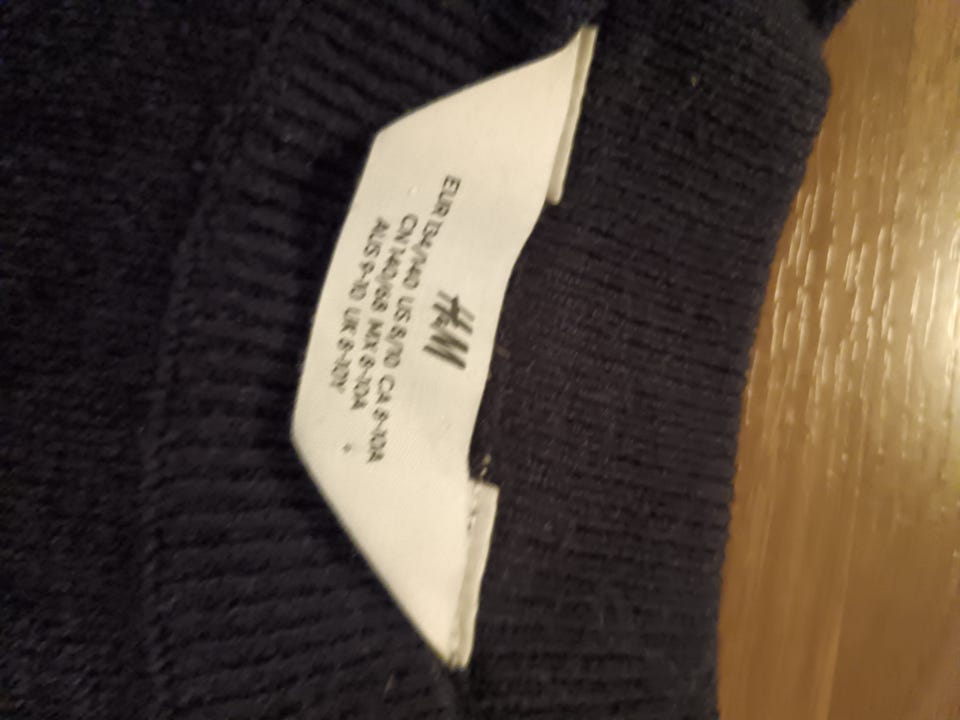 H&M
EUR 134/140 US 8/10 CA 8-10A
CN 140/68 MX 8-10A
AUS 9-10 UK 8-10Y